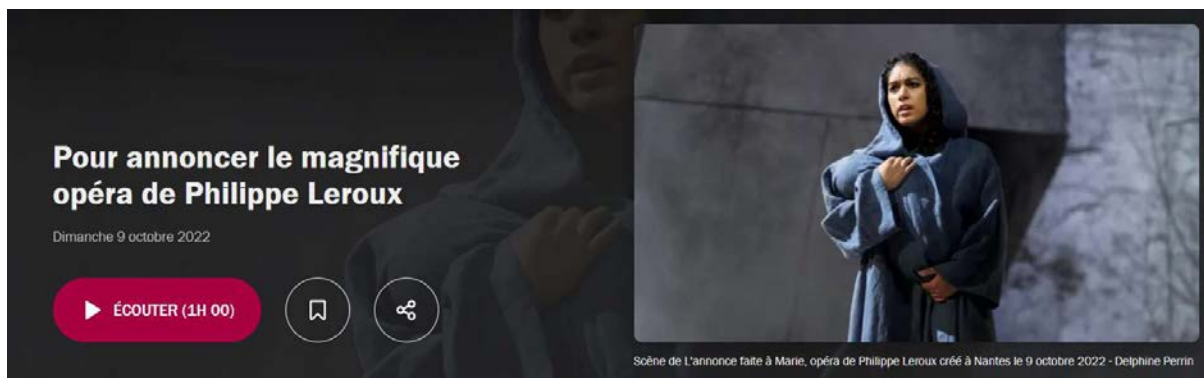 Pour annoncer le magnifique
opéra de Philippe Leroux
Dimanche 9 octobre 2022
ÉCOUTER (1H 00)
Scène de L'annonce faite à Marie, opéra de Philippe Leroux créé à Nantes le 9 octobre 2022 - Delphine Perrin